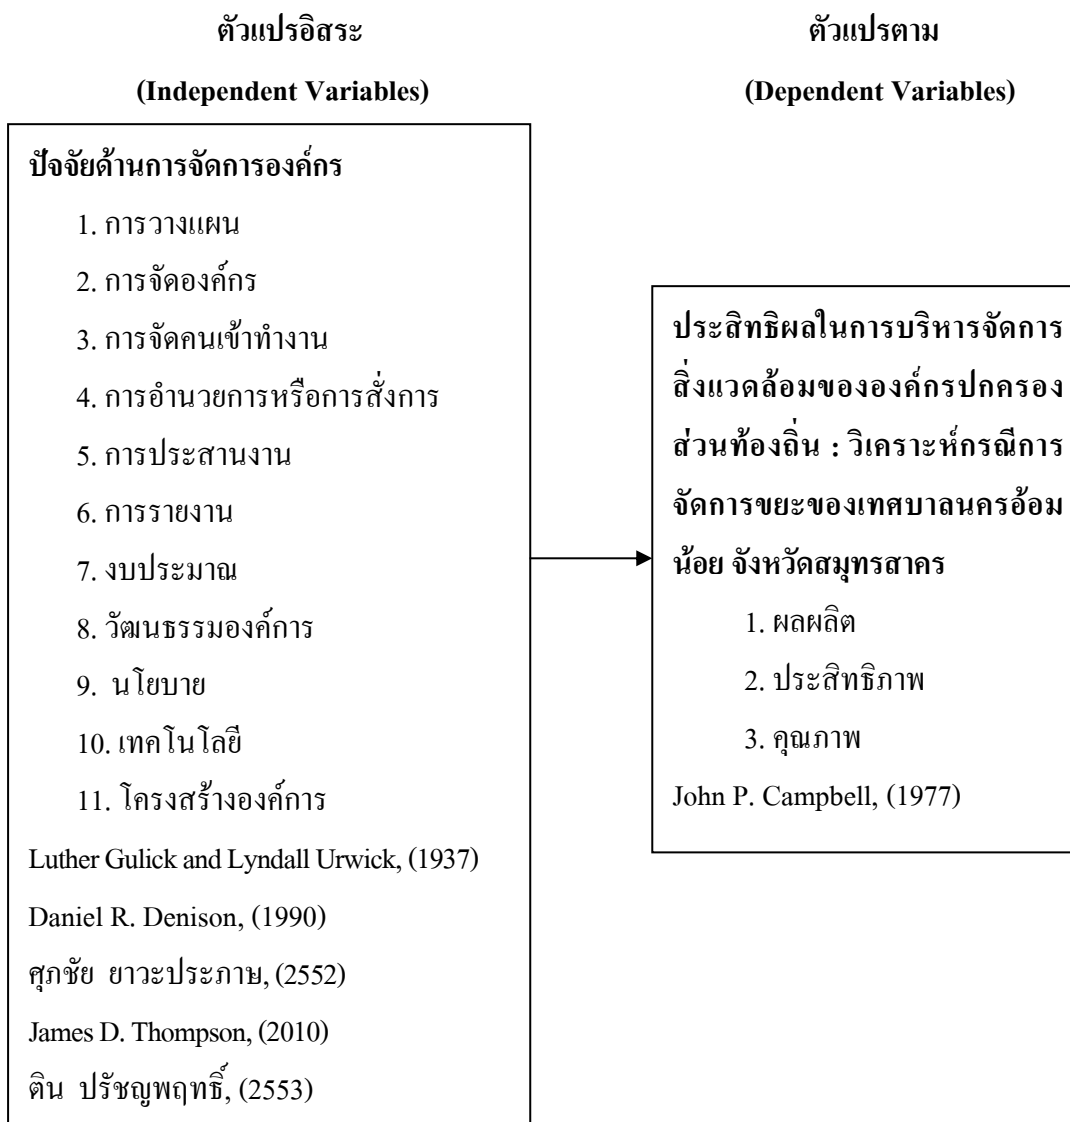 ตัวแปรอิสระ
(Independent Variables)
ปัจจัยด้านการจัดการองค์กร
1. การวางแผน
2. การจัดองค์กร
3. การจัดคนเข้าทำงาน
4. การอำนวยการหรือการสั่งการ
5. การประสานงาน
6. การรายงาน
7. งบประมาณ
8. วัฒนธรรมองค์การ
9. นโยบาย
10. เทคโนโลยี
11. โครงสร้างองค์การ
Luther Gulick and Lyndall Urwick, (1937)
Daniel R. Denison, (1990)
ศุภชัย ยาวะประภาษ, (2552)
James D. Thompson, (2010)
ติน ปรัชญพฤทธิ์, (2553)
ตัวแปรตาม
(Dependent Variables)
ประสิทธิผลในการบริหารจัดการ
สิ่งแวดล้อมขององค์กรปกครอง
ส่วนท้องถิ่น : วิเคราะห์กรณีการ
จัดการขยะของเทศบาลนครอ้อม
น้อย จังหวัดสมุทรสาคร
1. ผลผลิต
2. ประสิทธิภาพ
3. คุณภาพ
John P. Campbell, (1977)